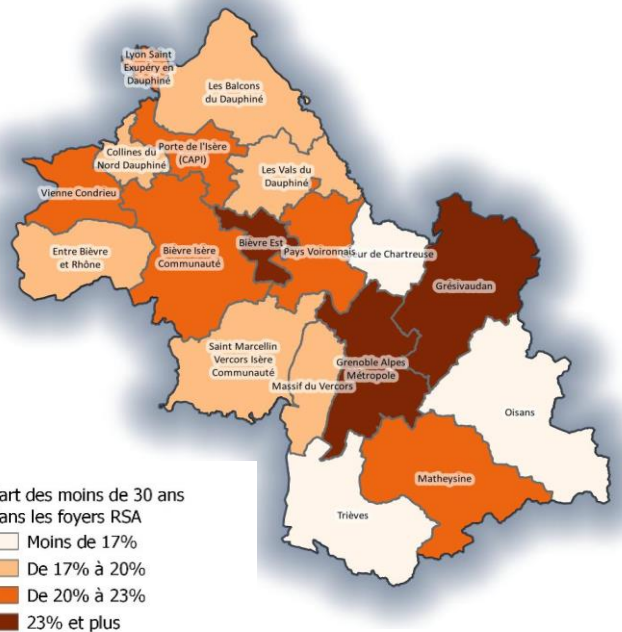 Lyon Saint
Exupéry en
Dauphiné
Les Balcons
du Dauphiné
Porte de l'Isère
(CAPI)
Collines du
Nord Dauphiné
Les Vals du
Dauphiné
Vienne Condrieu
Bièvre Est
Pays Voironnais
ur de Chartreuse
Entre Bièvre
et Rhône
Bièvre Isère
Communauté
Grésivaudan
Saint Marcellin
Vercors Isère
Communauté
Massif du Vercors
Grenoble Alpes
Métropole
Oisans
Matheysine
Trièves
art des moins de 30 ans
ans les foyers RSA
Moins de 17%
De 17% à 20%
De 20% à 23%
23% et plus